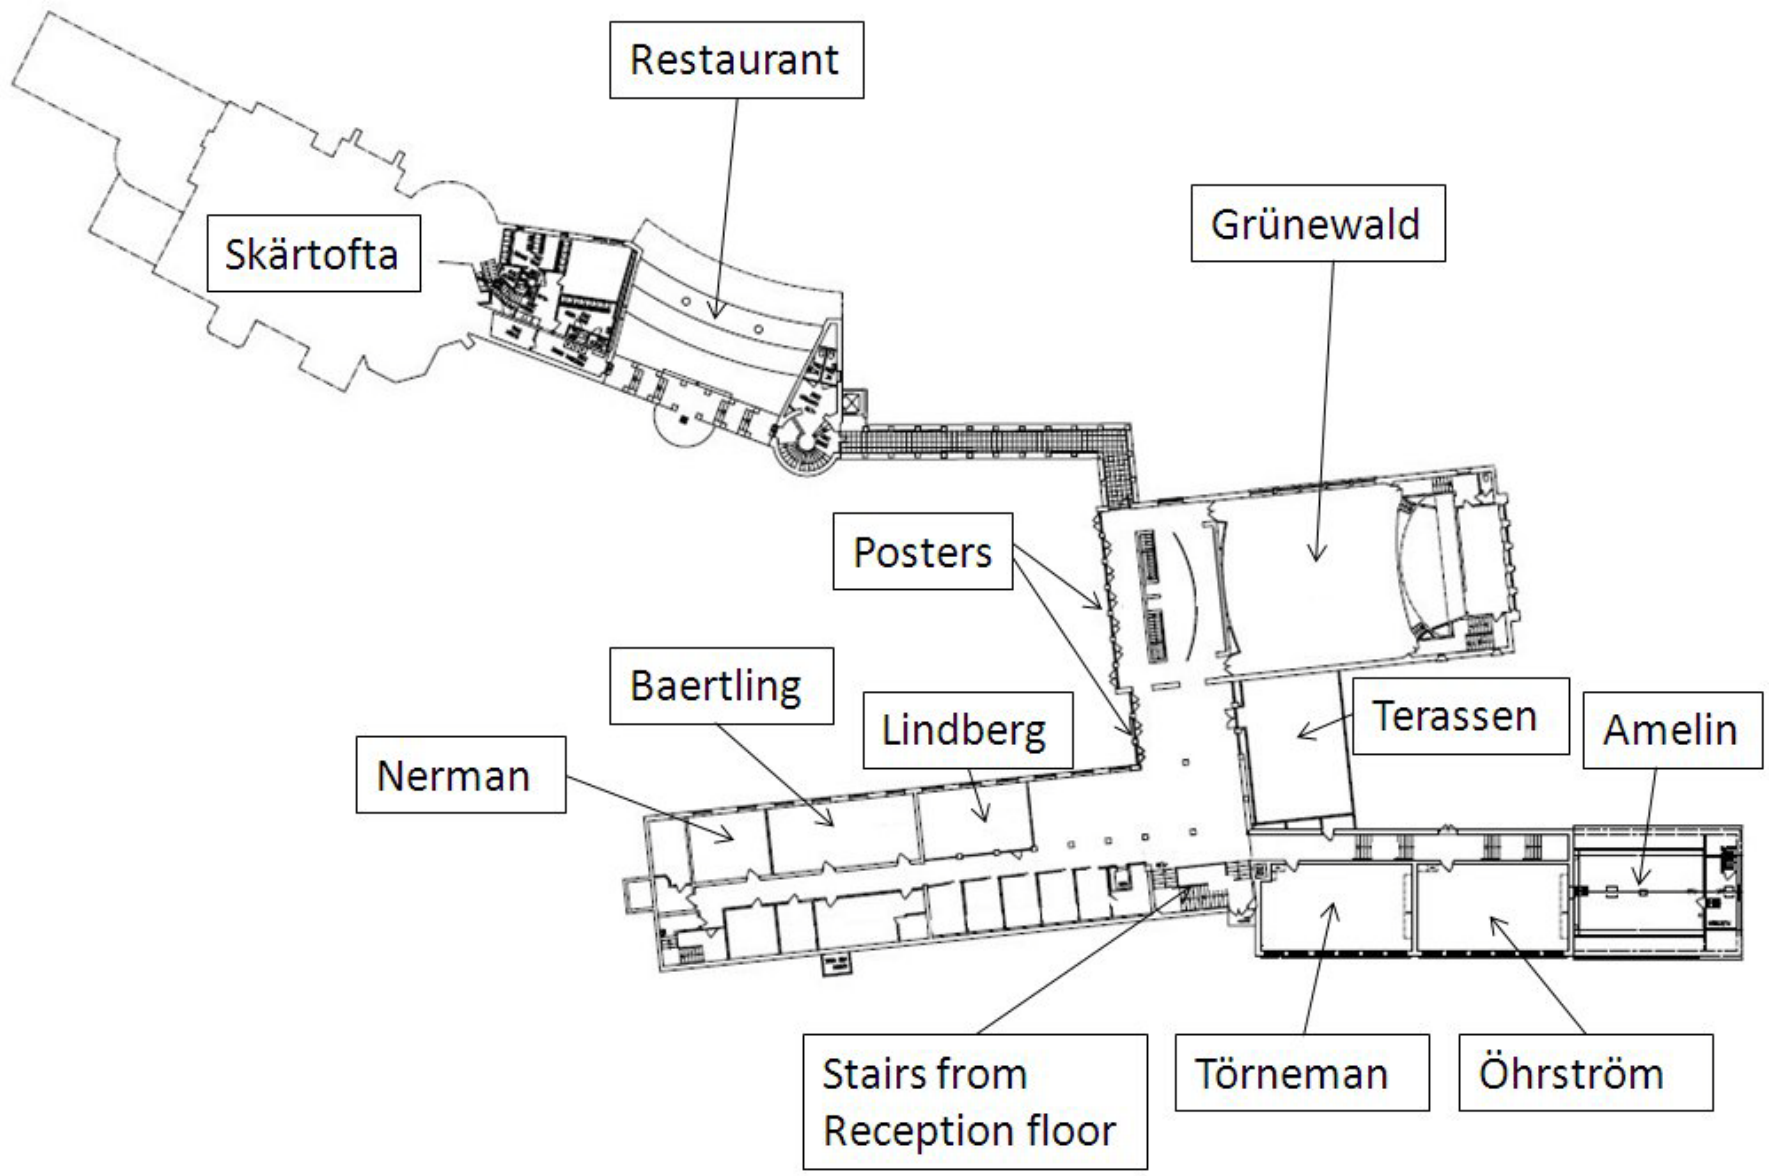 Restaurant
Grünewald
Skärtofta
Posters
Baertling
Terassen
Lindberg
Amelin
Nerman
Stairs from
Reception floor
Törneman
Öhrström